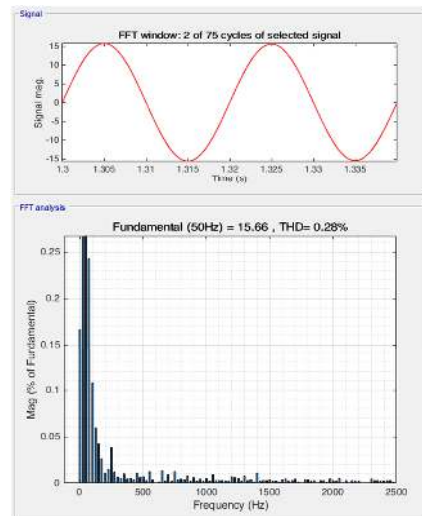 Signal
FFT window: 2 of 75 cycles of selected signal
15
10
5
0
-5
-10
-15
Signal mag.
1.3 1.305 1.31 1.315 1.32 1.325 1.33 1.335
Time (s)
FFT analysis
Fundamental (50Hz) = 15.66 , THD= 0.28%
0.25
0.2
0.15
0.1
0.05
0
Mag (% of Fundamental)
0 500 1000 1500 2000 2500
Frequency (Hz)